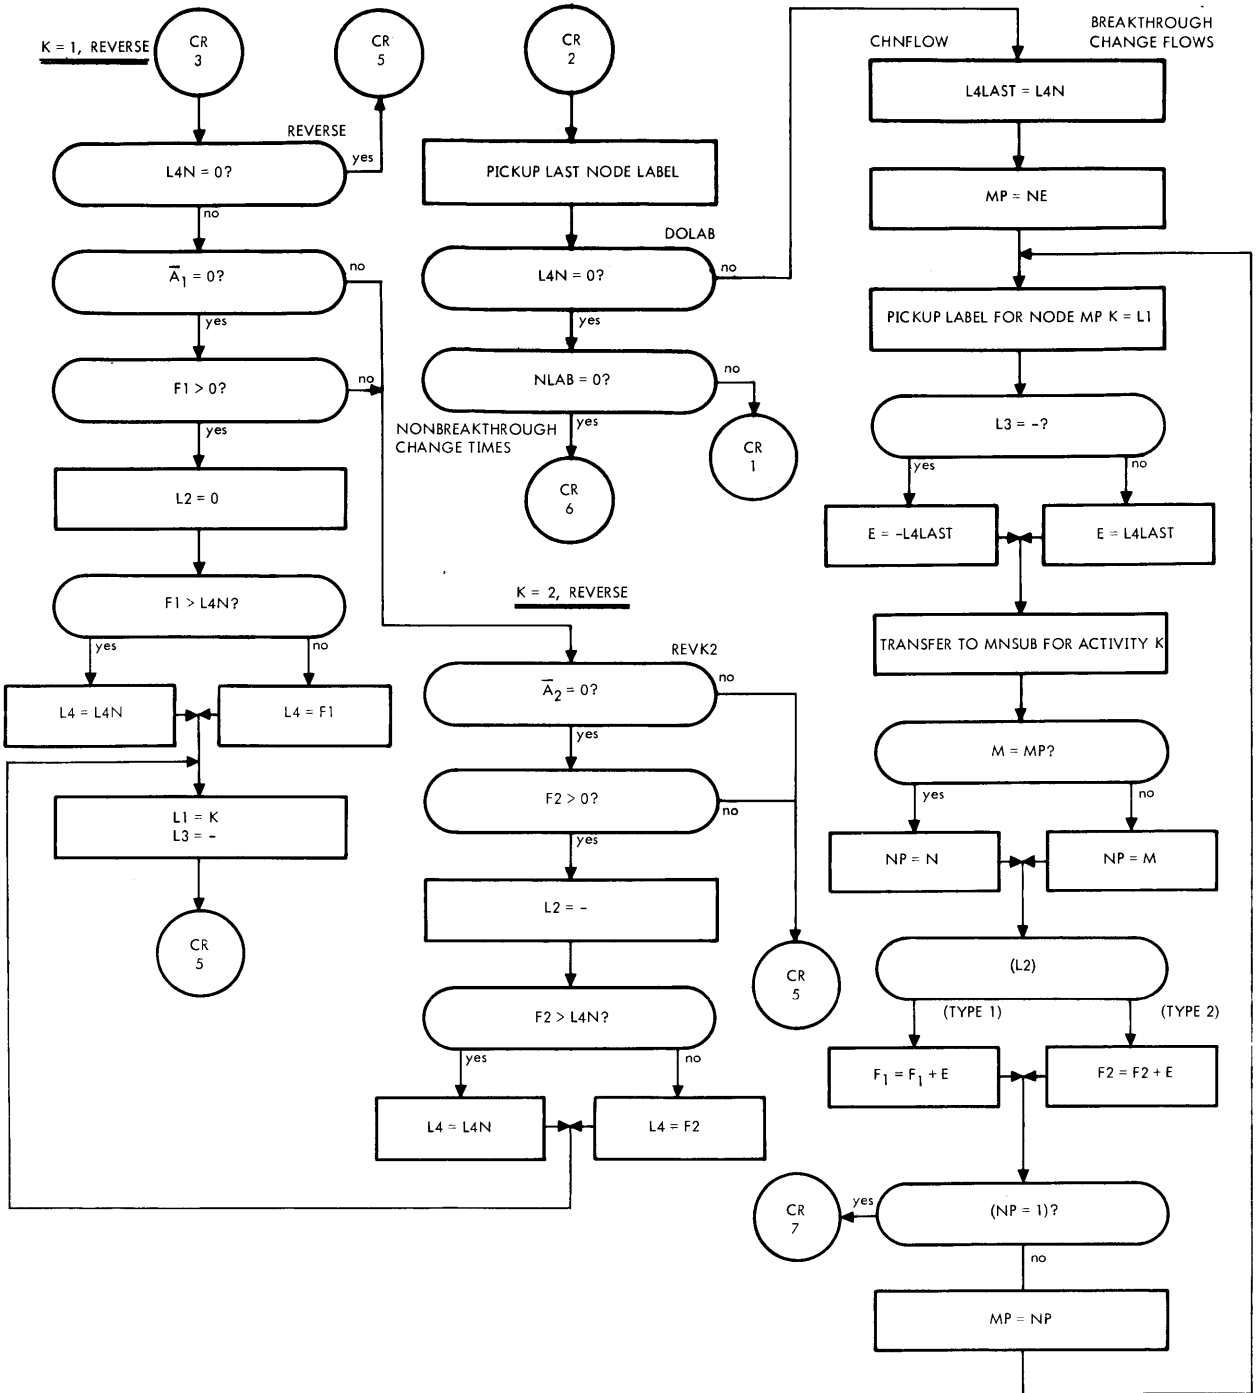 K = 1, REVERSE
CR
3
CR
5
REVERSE
L4N = 0?
yes
no
A̅₁ = 0?
no
yes
F1 > 0?
no
yes
L2 = 0
F1 > L4N?
yes
no
L4 = L4N
L4 = F1
L1 = K
L3 = -
CR
5
CR
2
PICKUP LAST NODE LABEL
DOLAB
L4N = 0?
no
yes
NLAB = 0?
no
yes
NONBREAKTHROUGH
CHANGE TIMES
CR
1
CR
6
K = 2, REVERSE
REVK2
A̅₂ = 0?
no
yes
F2 > 0?
no
yes
L2 = -
CR
5
F2 > L4N?
yes
no
L4 = L4N
L4 = F2
CHNFLOW
BREAKTHROUGH
CHANGE FLOWS
L4LAST = L4N
MP = NE
PICKUP LABEL FOR NODE MP K = L1
L3 = -?
yes
no
E = -L4LAST
E = L4LAST
TRANSFER TO MNSUB FOR ACTIVITY K
M = MP?
yes
no
NP = N
NP = M
(L2)
(TYPE 1)
(TYPE 2)
F₁ = F₁ + E
F2 = F2 + E
(NP = 1)?
yes
CR
7
no
MP = NP